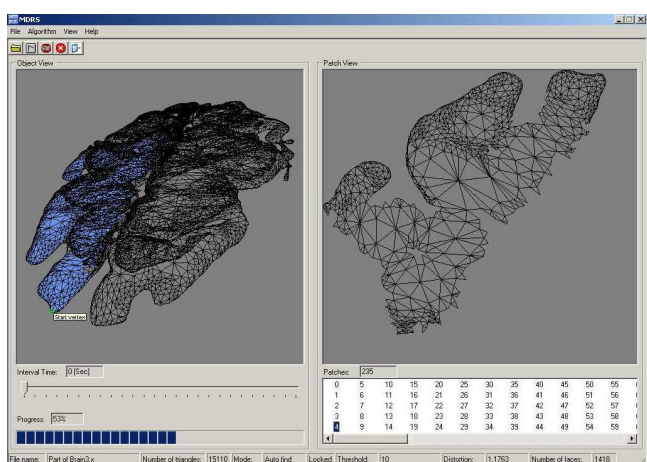 MDRS
File Algorithm View Help
STOP
Object View
Patch View
Start vertex
Interval Time: 0 [Sec]
Progress: 53%
Patches: 235
0 5 10 15 20 25 30 35 40 45 50 55
1 6 11 16 21 26 31 36 41 46 51 56
2 7 12 17 22 27 32 37 42 47 52 57
3 8 13 18 23 28 33 38 43 48 53 58
4 9 14 19 24 29 34 39 44 49 54 59
File name: Part of Brain3.x Number of triangles: 15110 Mode: Auto find Locked Threshold: 10 Distortion: 1.1763 Number of faces: 1418